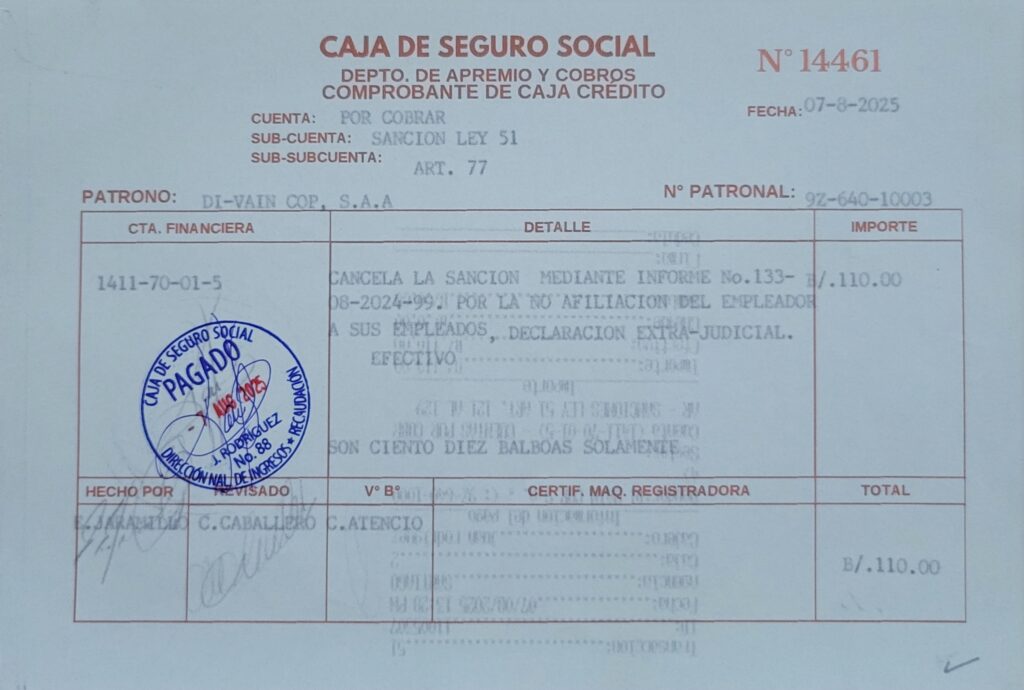 CAJA DE SEGURO SOCIAL
DEPTO. DE APREMIO Y COBROS
COMPROBANTE DE CAJA CRÉDITO
N° 14461
FECHA: 07-8-2025
CUENTA: POR COBRAR
SUB-CUENTA: SANCION LEY 51
SUB-SUBCUENTA: ART. 77
PATRONO: DI-VAIN COP, S.A.A
N° PATRONAL: 9Z-640-10003
CTA. FINANCIERA DETALLE IMPORTE
1411-70-01-5 CANCELA LA SANCION MEDIANTE INFORME No.133- B/.110.00
08-2024-99. POR LA NO AFILIACION DEL EMPLEADOR
A SUS EMPLEADOS, DECLARACION EXTRA-JUDICIAL.
EFECTIVO
CAJA DE SEGURO SOCIAL
PAGADO
2025
J. RODRÍGUEZ
No. 88
DIRECCIÓN NAL. DE INGRESOS ★ RECAUDACIÓN
SON CIENTO DIEZ BALBOAS SOLAMENTE
HECHO POR REVISADO V° B° CERTIF. MAQ. REGISTRADORA TOTAL
E.JARAMILLO C.CABALLERO C.ATENCIO
B/.110.00